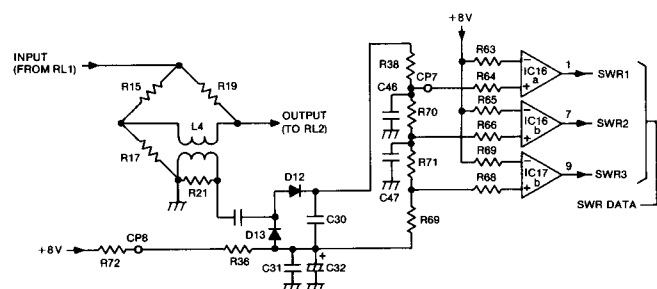 +8V
INPUT
(FROM RL1)
R15
R19
L4
OUTPUT
(TO RL2)
R17
R21
D12
D13
C30
+8V
R72
CP8
R36
C31
+
C32
R38
CP7
C46
R70
R71
C47
R69
R63
R64
R65
R66
R69
R68
−
+
IC16
a
1
SWR1
−
+
IC16
b
7
SWR2
−
+
IC17
b
9
SWR3
SWR DATA